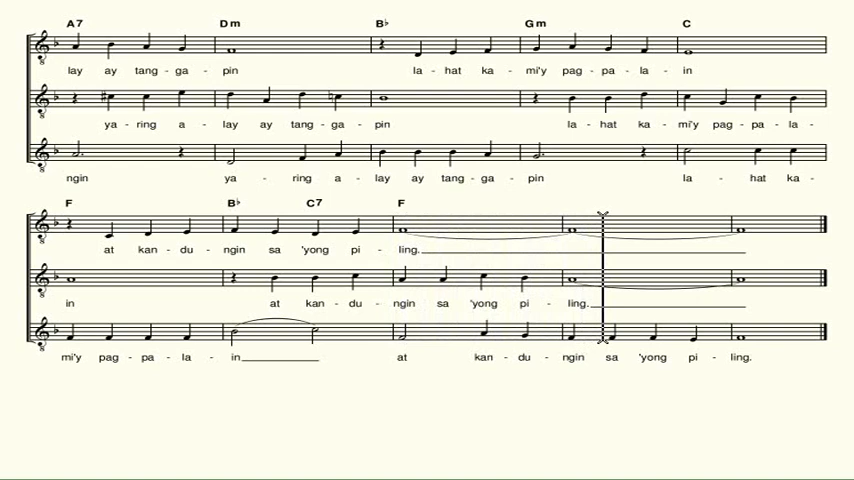 A7 Dm B♭ Gm C
lay ay tang - ga - pin la - hat ka - mi'y pag - pa - la - in
ya - ring a - lay ay tang - ga - pin la - hat ka - mi'y pag - pa - la -
ngin ya - ring a - lay ay tang - ga - pin la - hat ka -
F B♭ C7 F
at kan - du - ngin sa 'yong pi - ling.
in at kan - du - ngin sa 'yong pi - ling.
mi'y pag - pa - la - in at kan - du - ngin sa 'yong pi - ling.